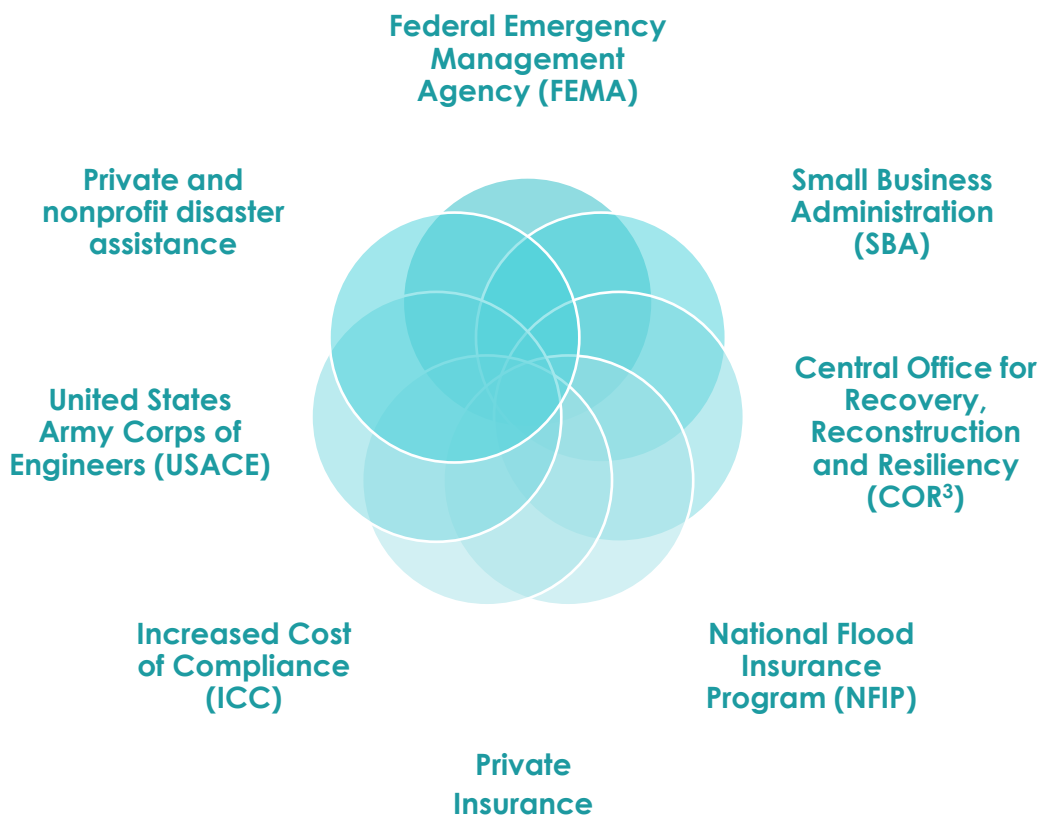 Federal Emergency
Management
Agency (FEMA)
Private and
nonprofit disaster
assistance
Small Business
Administration
(SBA)
United States
Army Corps of
Engineers (USACE)
Central Office for
Recovery,
Reconstruction
and Resiliency
(COR³)
Increased Cost
of Compliance
(ICC)
National Flood
Insurance
Program (NFIP)
Private
Insurance